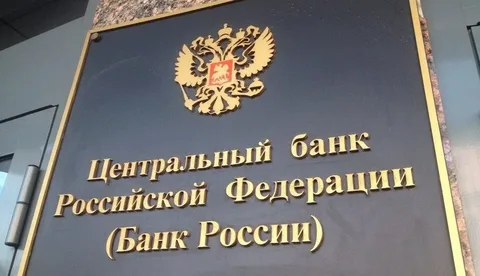 Центральный банк
Российской Федерации
(Банк России)